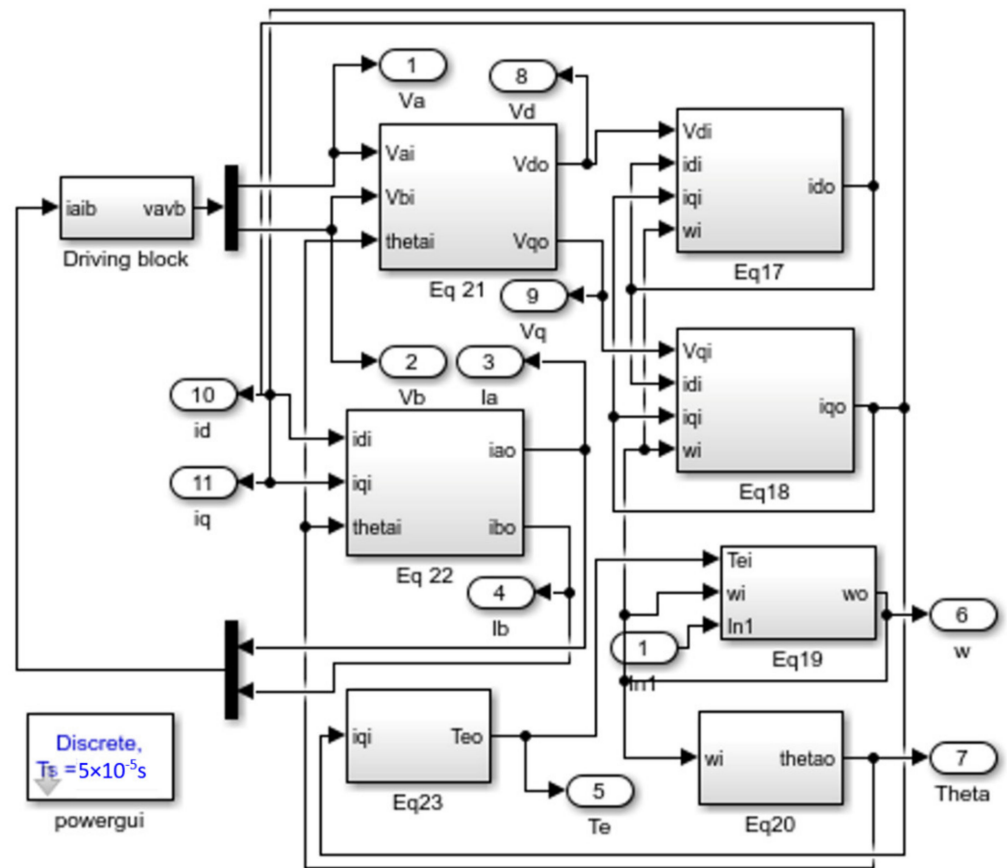 1
Va
8
Vd
Vai
Vbi
thetai
Vdo
Vqo
Eq 21
Vdi
idi
iqi
wi
ido
Eq17
iaib
vavb
Driving block
9
Vq
2
Vb
3
Ia
Vqi
idi
iqi
wi
iqo
Eq18
10
id
11
iq
idi
iqi
thetai
iao
ibo
Eq 22
4
Ib
Tei
wi
In1
wo
Eq19
1
In1
6
w
iqi
Teo
Eq23
5
Te
wi
thetao
Eq20
7
Theta
Discrete,
Ts =5×10⁻⁵s
powergui